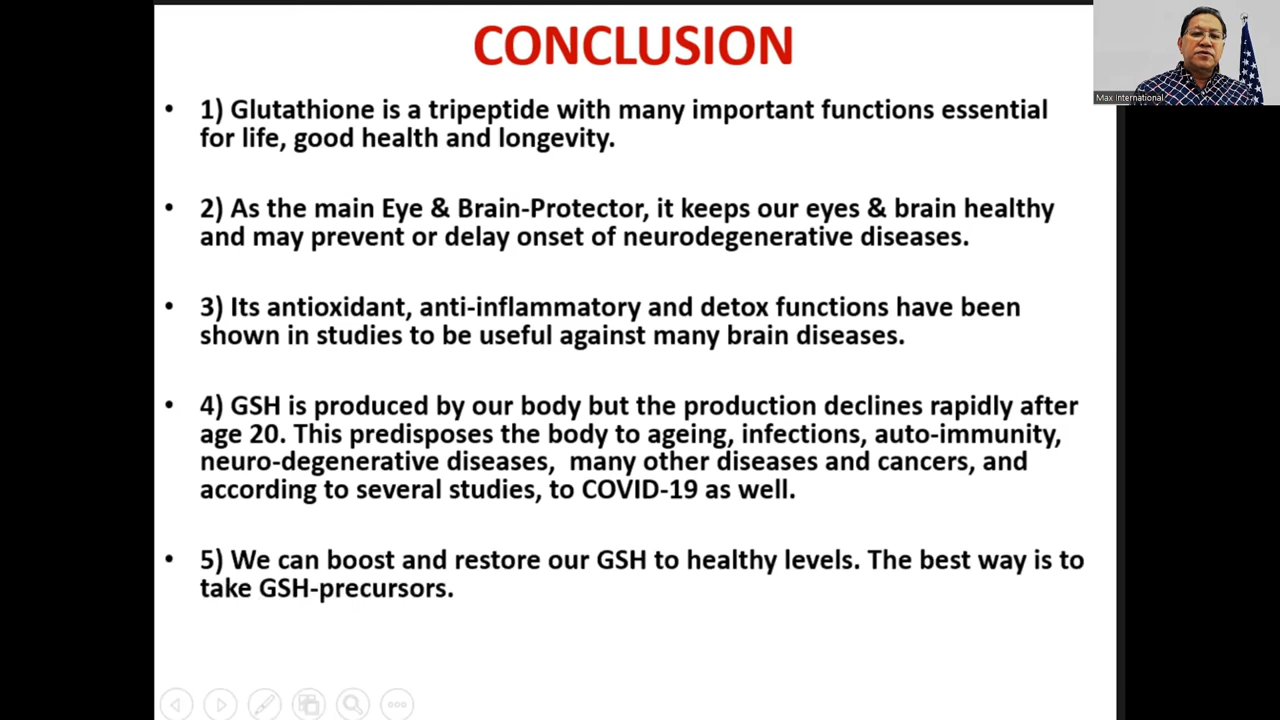 CONCLUSION
• 1) Glutathione is a tripeptide with many important functions essential
for life, good health and longevity.
• 2) As the main Eye & Brain-Protector, it keeps our eyes & brain healthy
and may prevent or delay onset of neurodegenerative diseases.
• 3) Its antioxidant, anti-inflammatory and detox functions have been
shown in studies to be useful against many brain diseases.
• 4) GSH is produced by our body but the production declines rapidly after
age 20. This predisposes the body to ageing, infections, auto-immunity,
neuro-degenerative diseases,  many other diseases and cancers, and
according to several studies, to COVID-19 as well.
• 5) We can boost and restore our GSH to healthy levels. The best way is to
take GSH-precursors.
Max International